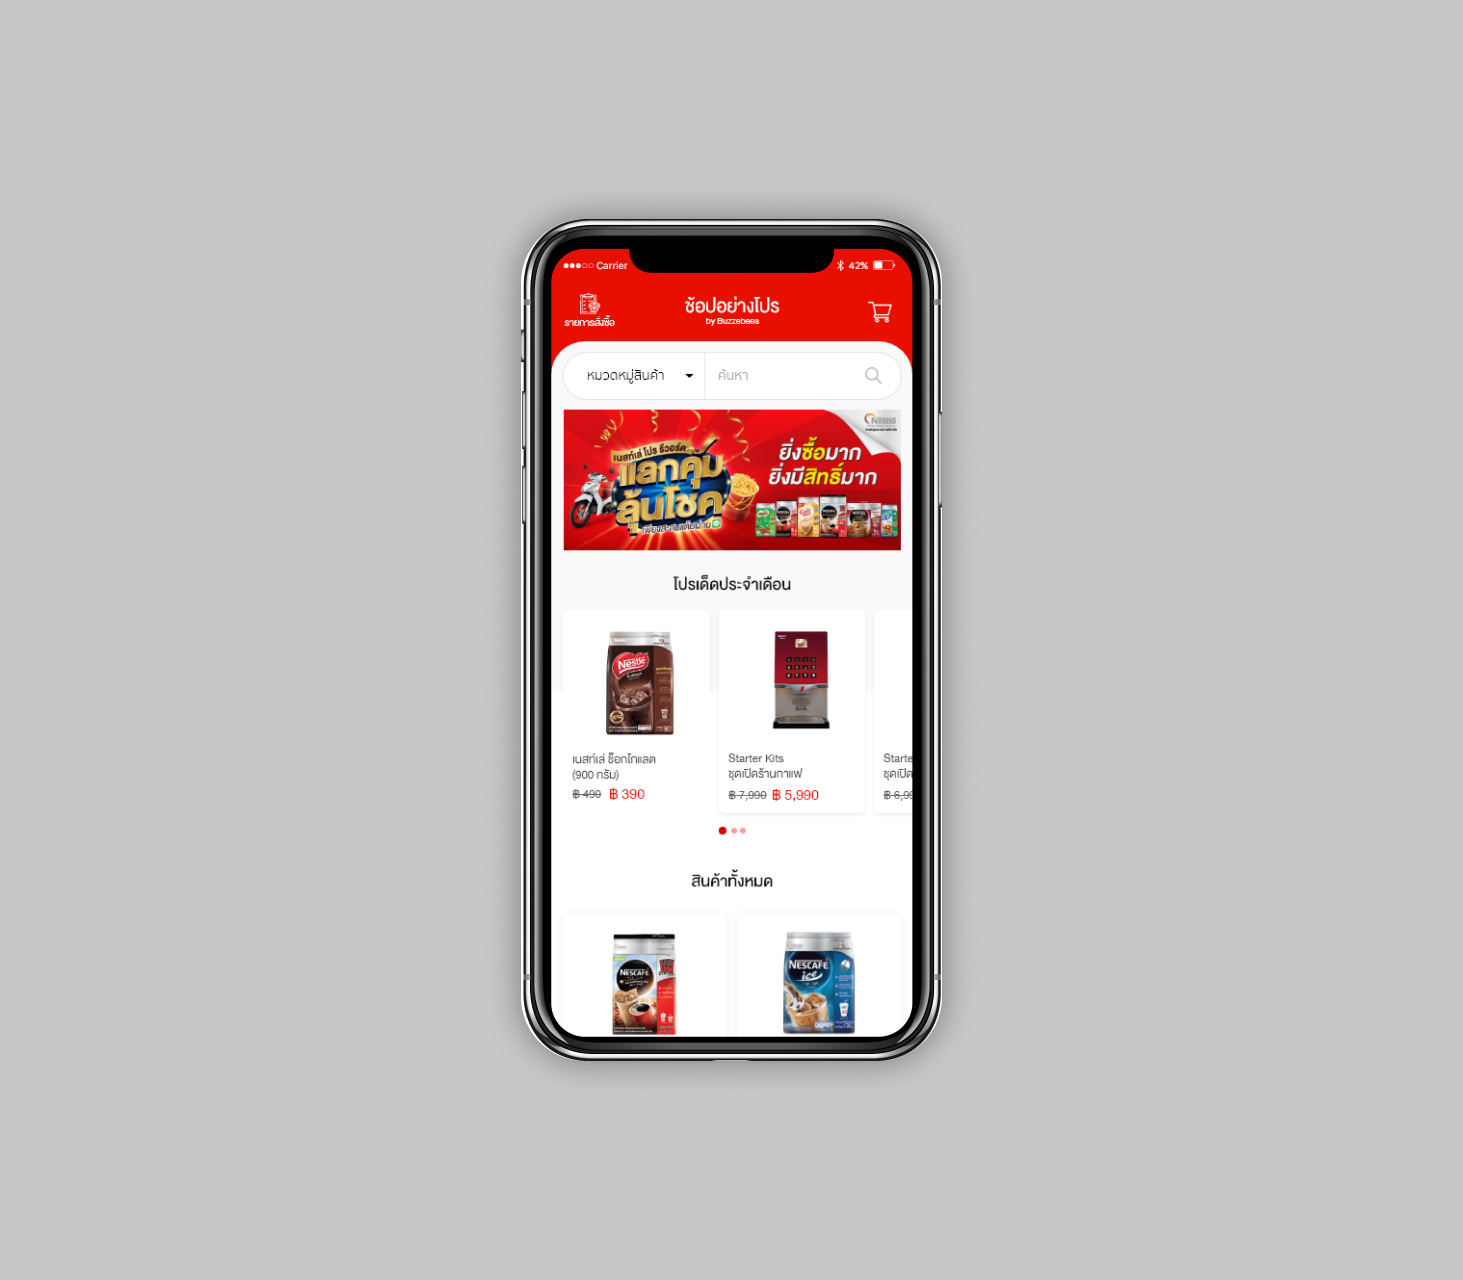 Carrier
42%
รายการสั่งซื้อ
ช้อปอย่างโปร
by Buzzebees
หมวดหมู่สินค้า
ค้นหา
Nestlé
เนสท์เล่ โปร รีวอร์ด
แลกคุ้ม
ลุ้นโชค
ยิ่งซื้อมาก
ยิ่งมีสิทธิ์มาก
โปรเด็ดประจำเดือน
Nestlé
เนสท์เล่ ช็อกโกแลต
(900 กรัม)
฿ 490 ฿ 390
Starter Kits
ชุดเปิดร้านกาแฟ
฿ 7,990 ฿ 5,990
Starte
ชุดเปิด
฿ 6,99
สินค้าทั้งหมด
NESCAFÉ
NESCAFÉ
ice